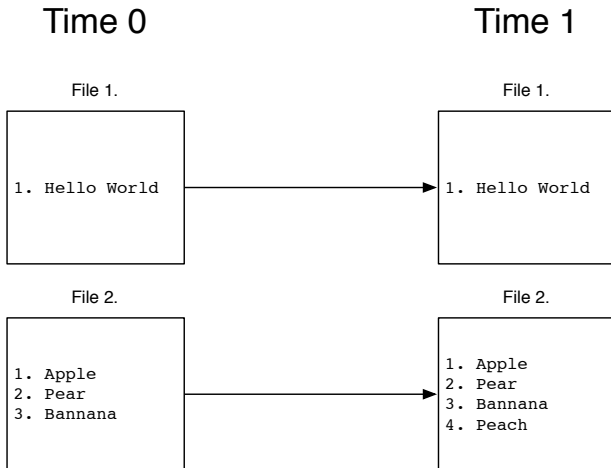 Time 0
Time 1
File 1.
File 1.
1. Hello World
1. Hello World
File 2.
File 2.
1. Apple
2. Pear
3. Bannana
1. Apple
2. Pear
3. Bannana
4. Peach